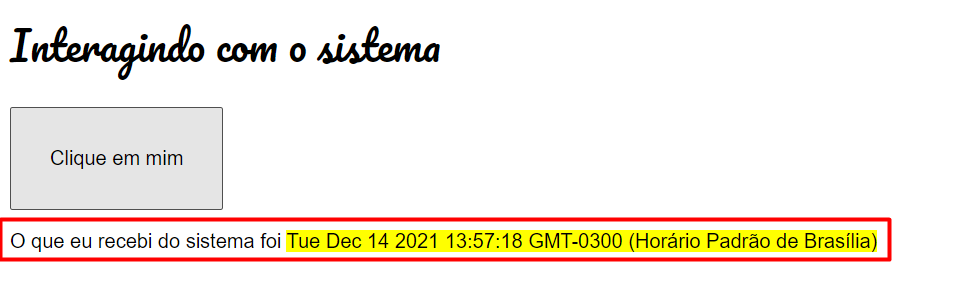 Interagindo com o sistema
Clique em mim
O que eu recebi do sistema foi Tue Dec 14 2021 13:57:18 GMT-0300 (Horário Padrão de Brasília)